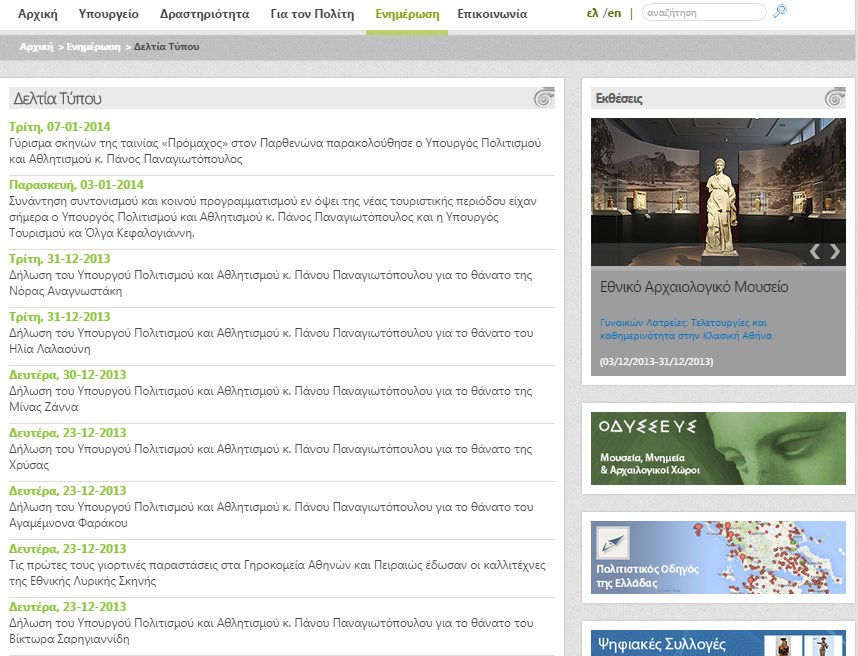 Αρχική Υπουργείο Δραστηριότητα Για τον Πολίτη Ενημέρωση Επικοινωνία ελ /en | αναζήτηση
Αρχική > Ενημέρωση > Δελτία Τύπου
Δελτία Τύπου
Τρίτη, 07-01-2014
Γύρισμα σκηνών της ταινίας «Πρόμαχος» στον Παρθενώνα παρακολούθησε ο Υπουργός Πολιτισμού
και Αθλητισμού κ. Πάνος Παναγιωτόπουλος
Παρασκευή, 03-01-2014
Συνάντηση συντονισμού και κοινού προγραμματισμού εν όψει της νέας τουριστικής περιόδου είχαν
σήμερα ο Υπουργός Πολιτισμού και Αθλητισμού κ. Πάνος Παναγιωτόπουλος και η Υπουργός
Τουρισμού κα Όλγα Κεφαλογιάννη.
Τρίτη, 31-12-2013
Δήλωση του Υπουργού Πολιτισμού και Αθλητισμού κ. Πάνου Παναγιωτόπουλου για το θάνατο της
Νόρας Αναγνωστάκη
Τρίτη, 31-12-2013
Δήλωση του Υπουργού Πολιτισμού και Αθλητισμού κ. Πάνου Παναγιωτόπουλου για το θάνατο του
Ηλία Λαλαούνη
Δευτέρα, 30-12-2013
Δήλωση του Υπουργού Πολιτισμού και Αθλητισμού κ. Πάνου Παναγιωτόπουλου για το θάνατο της
Μίνας Ζάννα
Δευτέρα, 23-12-2013
Δήλωση του Υπουργού Πολιτισμού και Αθλητισμού κ. Πάνου Παναγιωτόπουλου για το θάνατο της
Χρύσας
Δευτέρα, 23-12-2013
Δήλωση του Υπουργού Πολιτισμού και Αθλητισμού κ. Πάνου Παναγιωτόπουλου για το θάνατο του
Αγαμέμνονα Φαράκου
Δευτέρα, 23-12-2013
Τις πρώτες τους γιορτινές παραστάσεις στα Γηροκομεία Αθηνών και Πειραιώς έδωσαν οι καλλιτέχνες
της Εθνικής Λυρικής Σκηνής
Δευτέρα, 23-12-2013
Δήλωση του Υπουργού Πολιτισμού και Αθλητισμού κ. Πάνου Παναγιωτόπουλου για το θάνατο του
Βίκτωρα Σαρηγιαννίδη
Εκθέσεις
Εθνικό Αρχαιολογικό Μουσείο
Γυναικών Λατρείες: Τελετουργίες και
καθημερινότητα στην Κλασική Αθήνα
(03/12/2013-31/12/2013)
ΟΔΥΣΣΕΥΣ
Μουσεία, Μνημεία
& Αρχαιλογικοί Χώροι
Πολιτιστικός Οδηγός
της Ελλάδας
Ψηφιακές Συλλογές